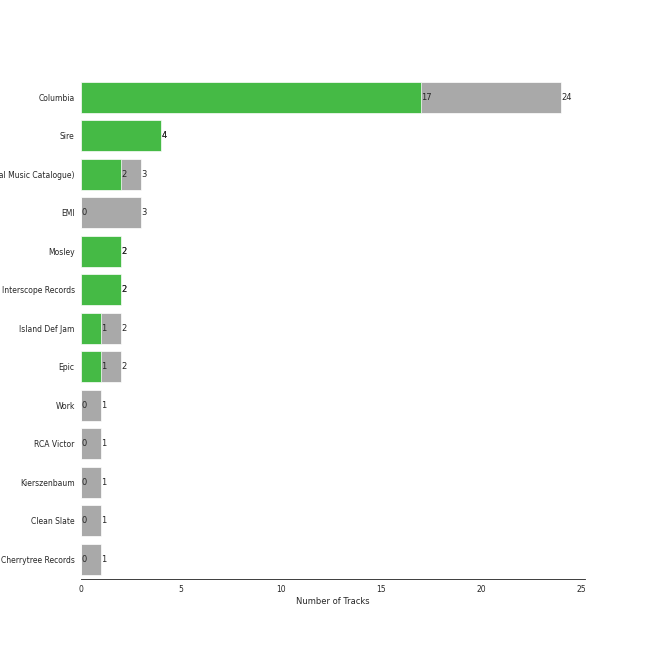 Columbia 17 24
Sire 4
al Music Catalogue) 2 3
EMI 0 3
Mosley 2
Interscope Records 2
Island Def Jam 1 2
Epic 1 2
Work 0 1
RCA Victor 0 1
Kierszenbaum 0 1
Clean Slate 0 1
Cherrytree Records 0 1
0 5 10 15 20 25
Number of Tracks